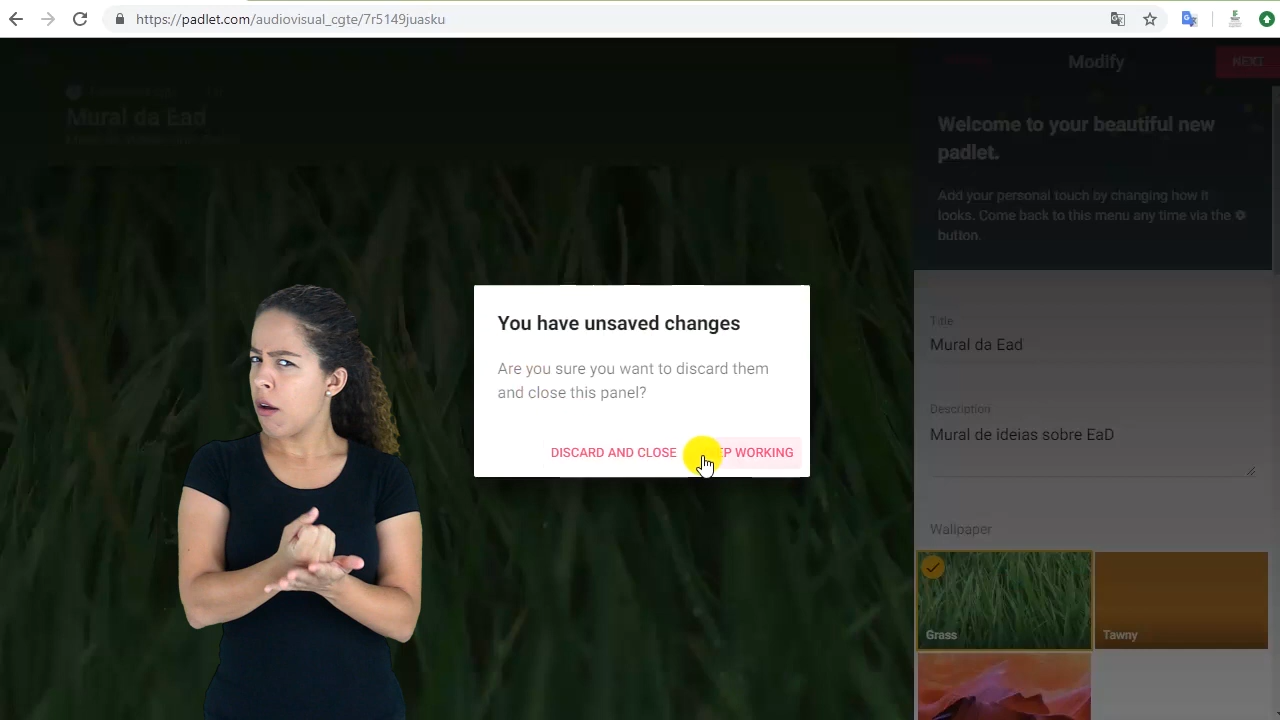 https://padlet.com/audiovisual_cgte/7r5149juasku
Modify
NEXT
Mural da Ead
Welcome to your beautiful new
padlet.
Add your personal touch by changing how it
looks. Come back to this menu any time via the
button.
You have unsaved changes
Are you sure you want to discard them
and close this panel?
DISCARD AND CLOSE
WORKING
Title
Mural da Ead
Description
Mural de ideias sobre EaD
Wallpaper
Grass
Tawny